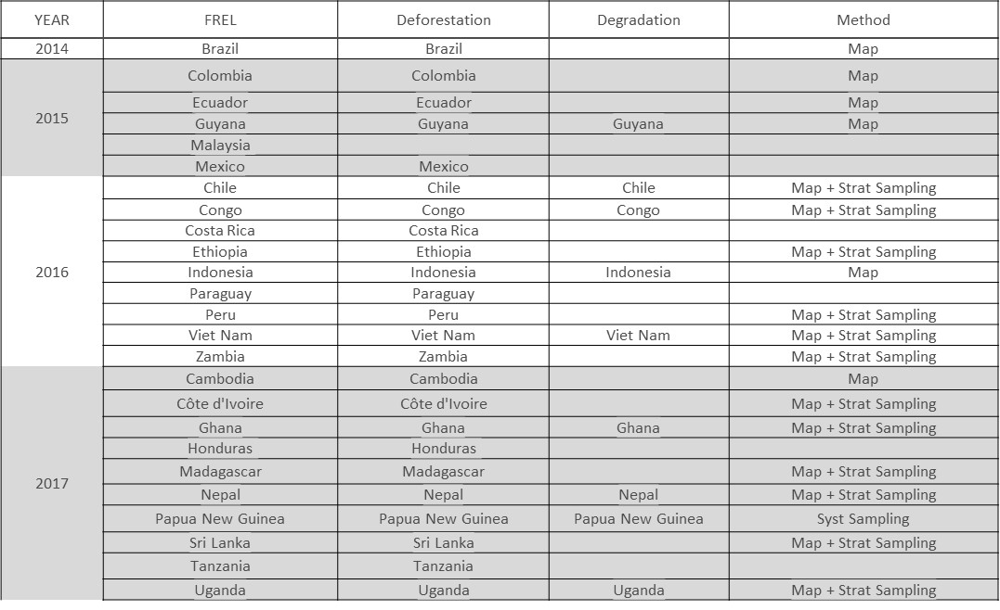 YEAR FREL Deforestation Degradation Method
2014 Brazil Brazil Map
Colombia Colombia Map
Ecuador Ecuador Map
2015 Guyana Guyana Guyana Map
Malaysia
Mexico Mexico
Chile Chile Chile Map + Strat Sampling
Congo Congo Congo Map + Strat Sampling
Costa Rica Costa Rica
Ethiopia Ethiopia Map + Strat Sampling
2016 Indonesia Indonesia Indonesia Map
Paraguay Paraguay
Peru Peru Map + Strat Sampling
Viet Nam Viet Nam Viet Nam Map + Strat Sampling
Zambia Zambia Map + Strat Sampling
Cambodia Cambodia Map
Côte d'Ivoire Côte d'Ivoire Map + Strat Sampling
Ghana Ghana Ghana Map + Strat Sampling
Honduras Honduras
Madagascar Madagascar Map + Strat Sampling
2017 Nepal Nepal Nepal Map + Strat Sampling
Papua New Guinea Papua New Guinea Papua New Guinea Syst Sampling
Sri Lanka Sri Lanka Map + Strat Sampling
Tanzania Tanzania
Uganda Uganda Uganda Map + Strat Sampling